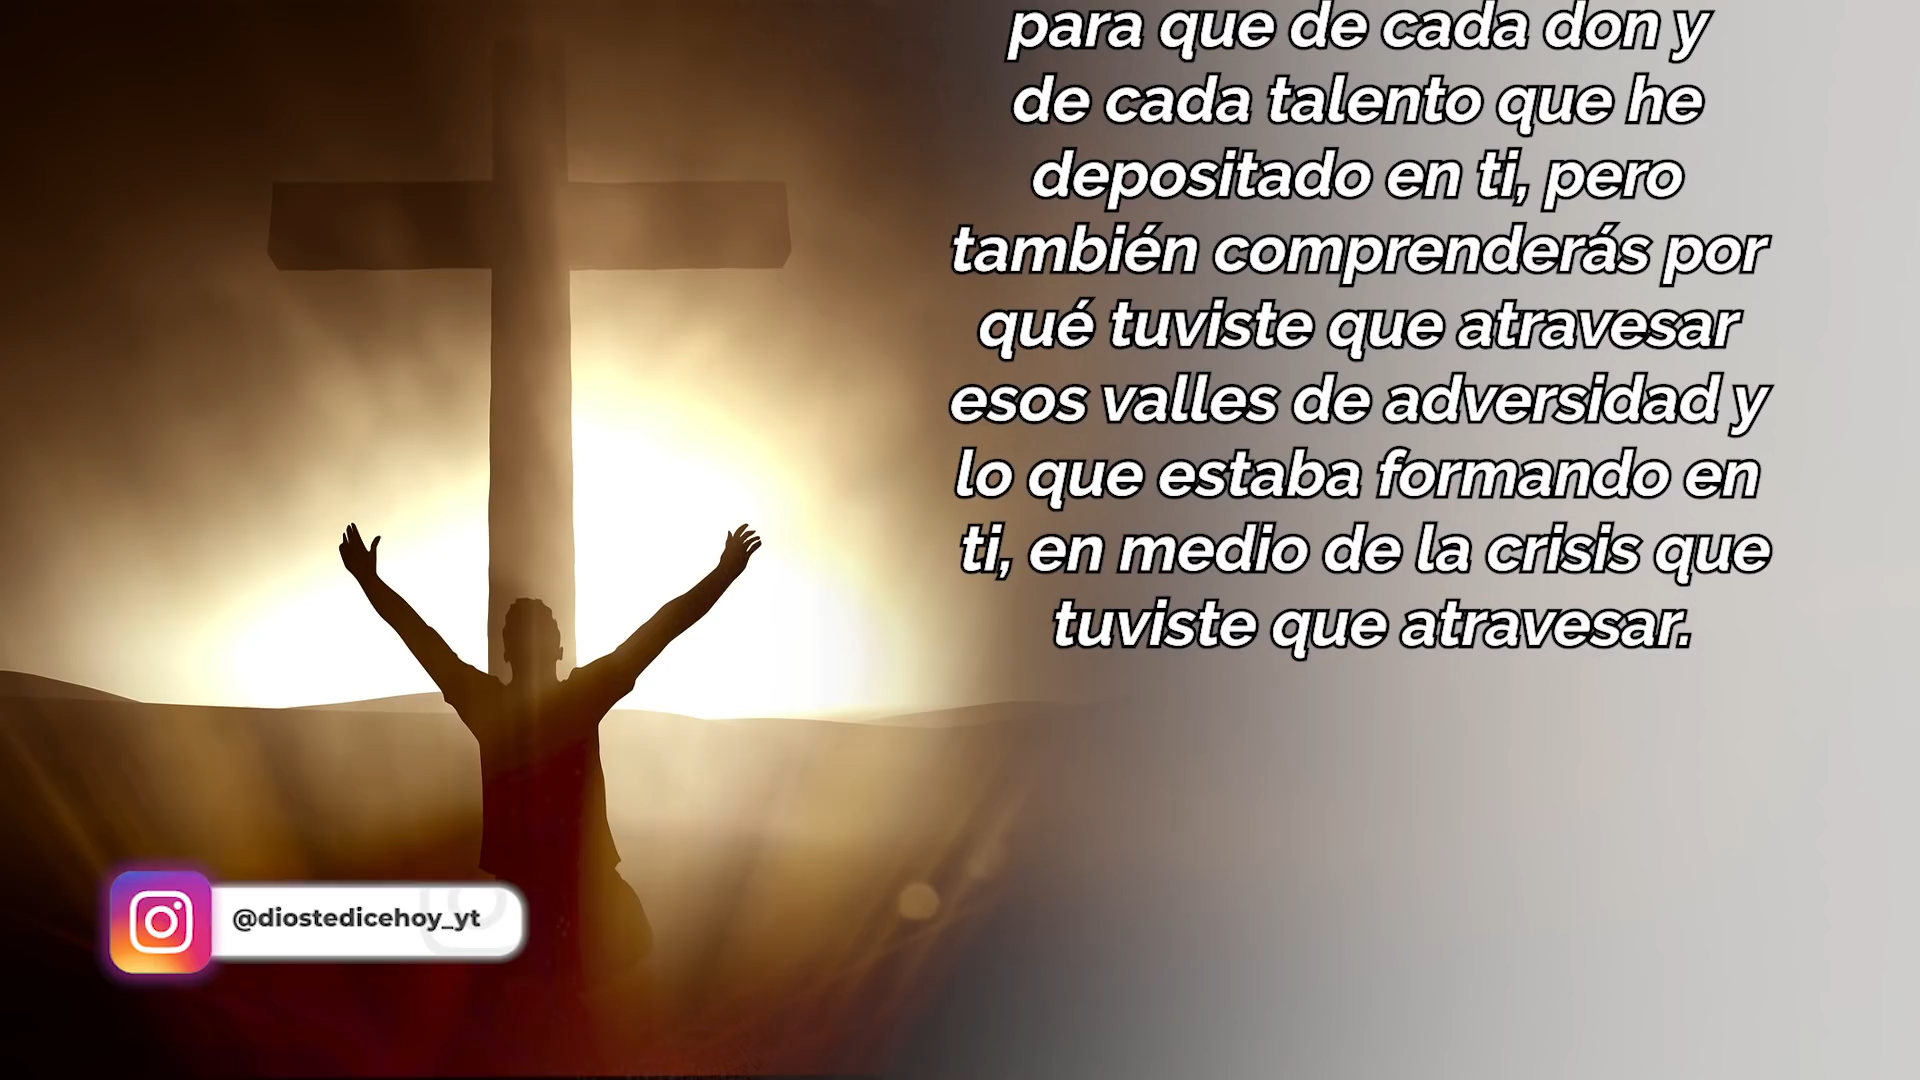 para que de cada don y
de cada talento que he
depositado en ti, pero
también comprenderás por
qué tuviste que atravesar
esos valles de adversidad y
lo que estaba formando en
ti, en medio de la crisis que
tuviste que atravesar.
@diostedicehoy_yt